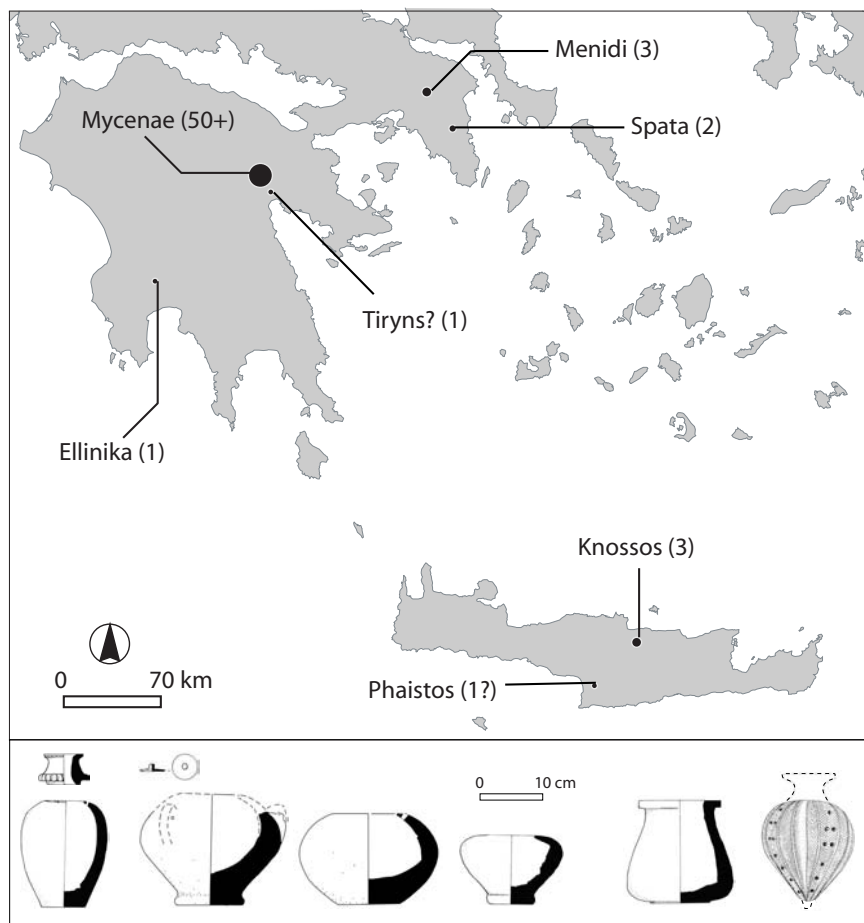 Menidi (3)
Mycenae (50+)
Spata (2)
Tiryns? (1)
Ellinika (1)
Knossos (3)
Phaistos (1?)
0 70 km
0 10 cm